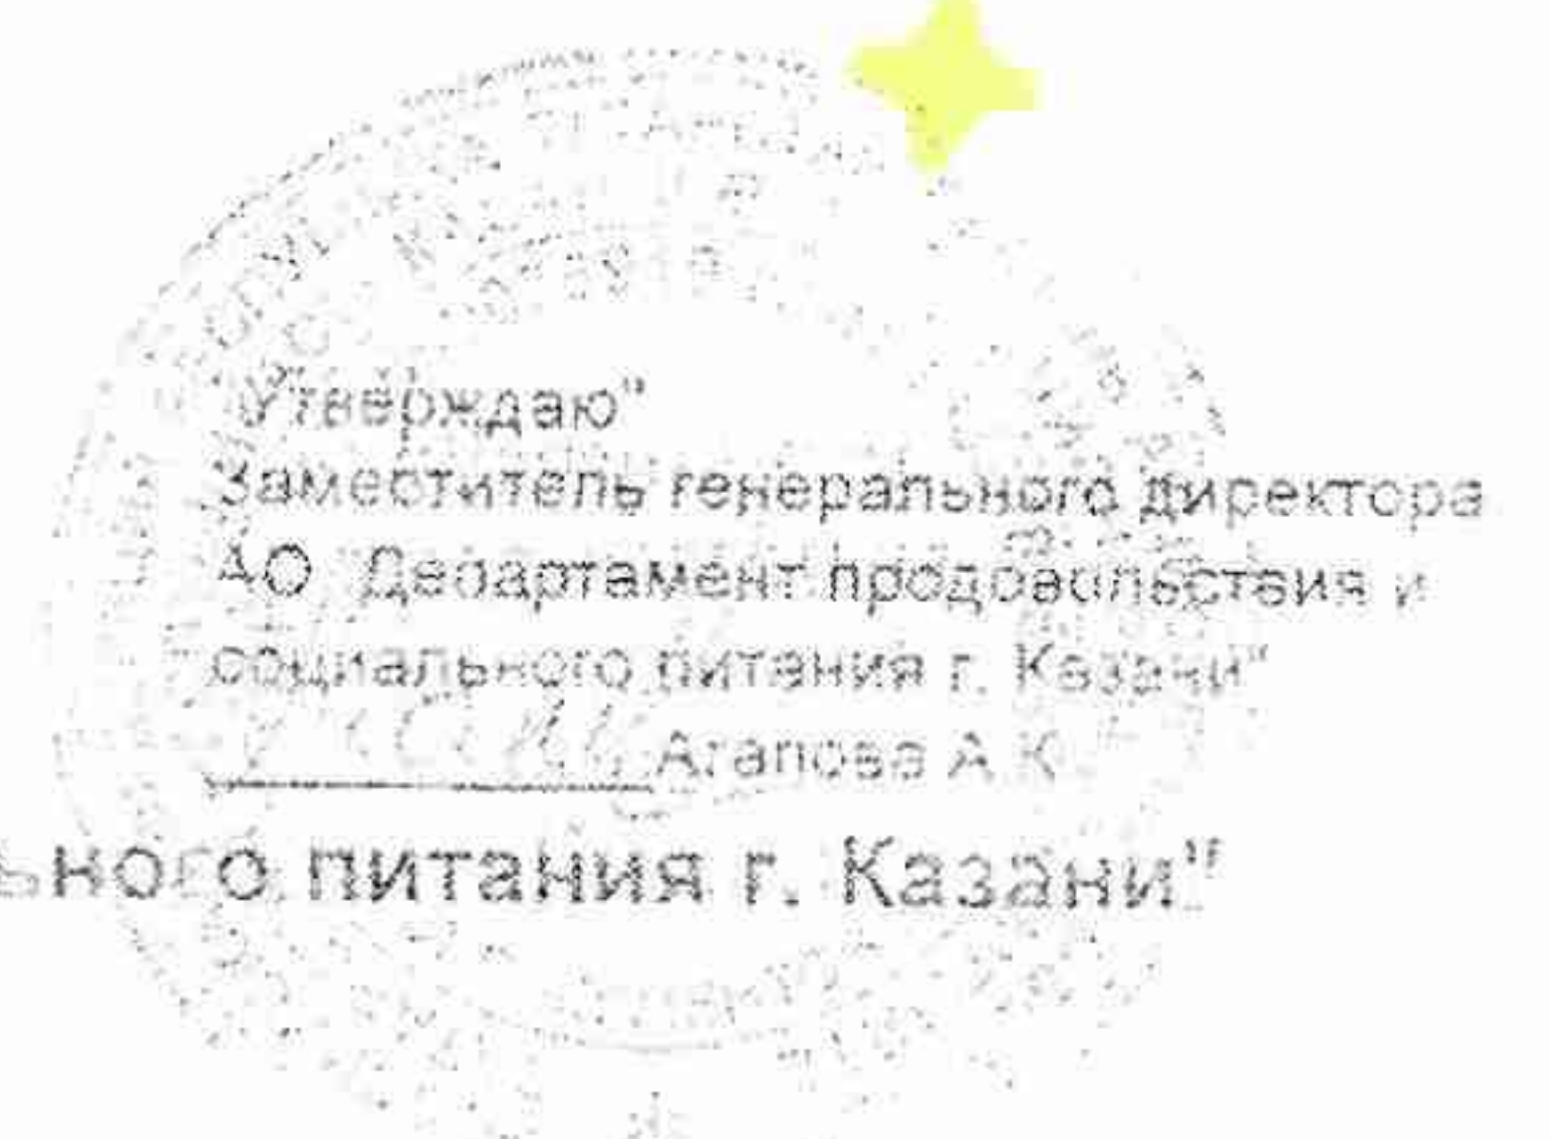 "Утверждаю"
Заместитель генерального директора
АО "Департамент продовольствия и
социального питания г. Казани"
Агапова А.К
ьного питания г. Казани"